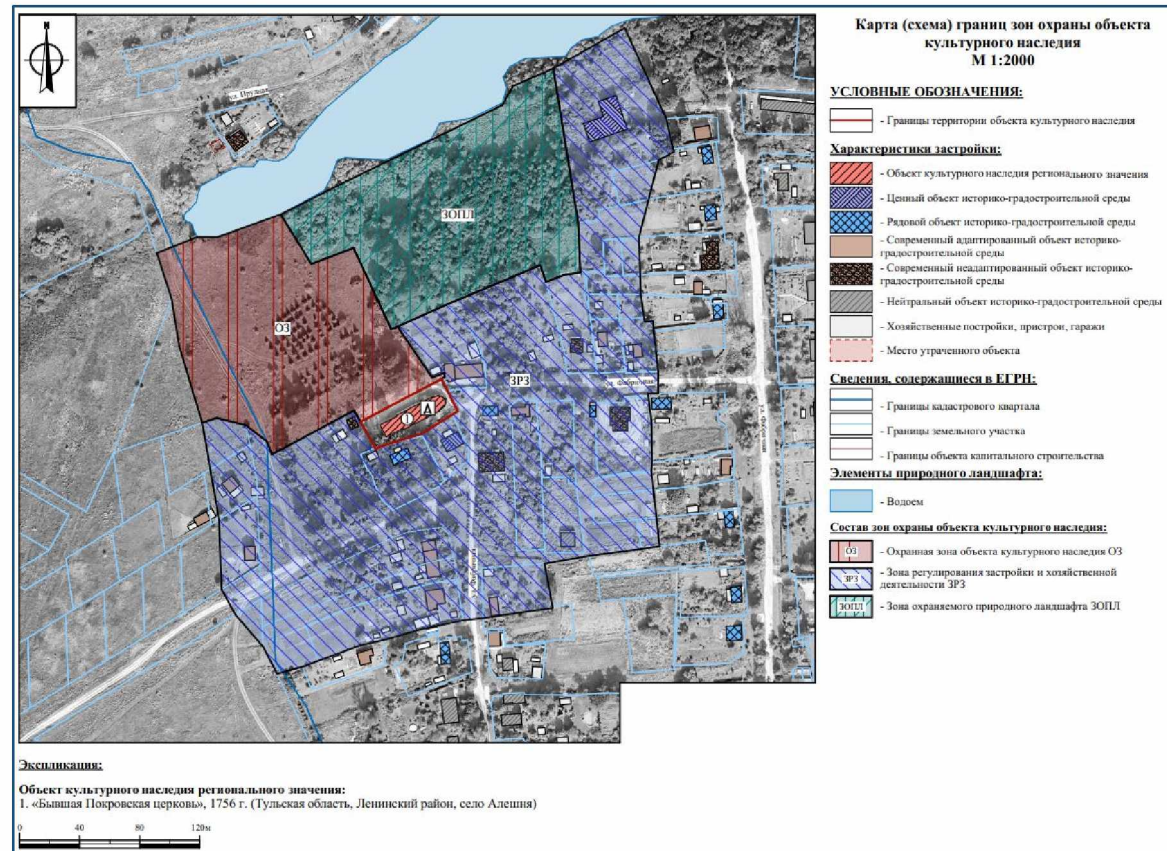 N
Карта (схема) границ зон охраны объекта
культурного наследия
М 1:2000
УСЛОВНЫЕ ОБОЗНАЧЕНИЯ:
- Границы территории объекта культурного наследия
Характеристики застройки:
- Объект культурного наследия регионального значения
- Ценный объект историко-градостроительной среды
- Рядовой объект историко-градостроительной среды
- Современный адаптированный объект историко-
градостроительной среды
- Современный неадаптированный объект историко-
градостроительной среды
- Нейтральный объект историко-градостроительной среды
- Хозяйственные постройки, пристрои, гаражи
- Место утраченного объекта
Сведения, содержащиеся в ЕГРН:
- Границы кадастрового квартала
- Границы земельного участка
- Границы объекта капитального строительства
Элементы природного ландшафта:
- Водоем
Состав зон охраны объекта культурного наследия:
ОЗ - Охранная зона объекта культурного наследия ОЗ
ЗРЗ - Зона регулирования застройки и хозяйственной
деятельности ЗРЗ
ЗОПЛ - Зона охраняемого природного ландшафта ЗОПЛ
ул. Прудная
ЗОПЛ
ОЗ
ЗРЗ
1
Экспликация:
Объект культурного наследия регионального значения:
1. «Бывшая Покровская церковь», 1756 г. (Тульская область, Ленинский район, село Алешня)
0 40 80 120м